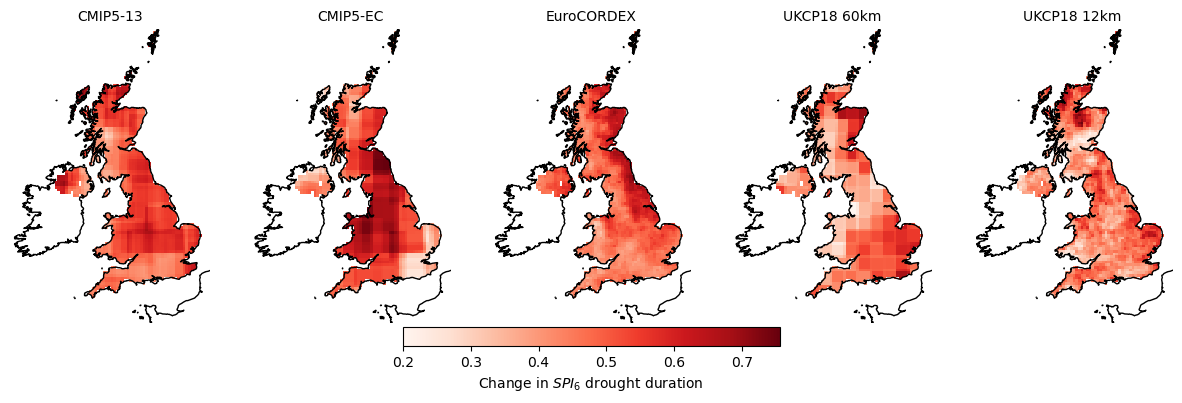 CMIP5-13 CMIP5-EC EuroCORDEX UKCP18 60km UKCP18 12km
0.2 0.3 0.4 0.5 0.6 0.7
Change in SPI₆ drought duration